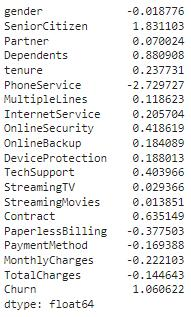 gender -0.018776
SeniorCitizen 1.831103
Partner 0.070024
Dependents 0.880908
tenure 0.237731
PhoneService -2.729727
MultipleLines 0.118623
InternetService 0.205704
OnlineSecurity 0.418619
OnlineBackup 0.184089
DeviceProtection 0.188013
TechSupport 0.403966
StreamingTV 0.029366
StreamingMovies 0.013851
Contract 0.635149
PaperlessBilling -0.377503
PaymentMethod -0.169388
MonthlyCharges -0.222103
TotalCharges -0.144643
Churn 1.060622
dtype: float64